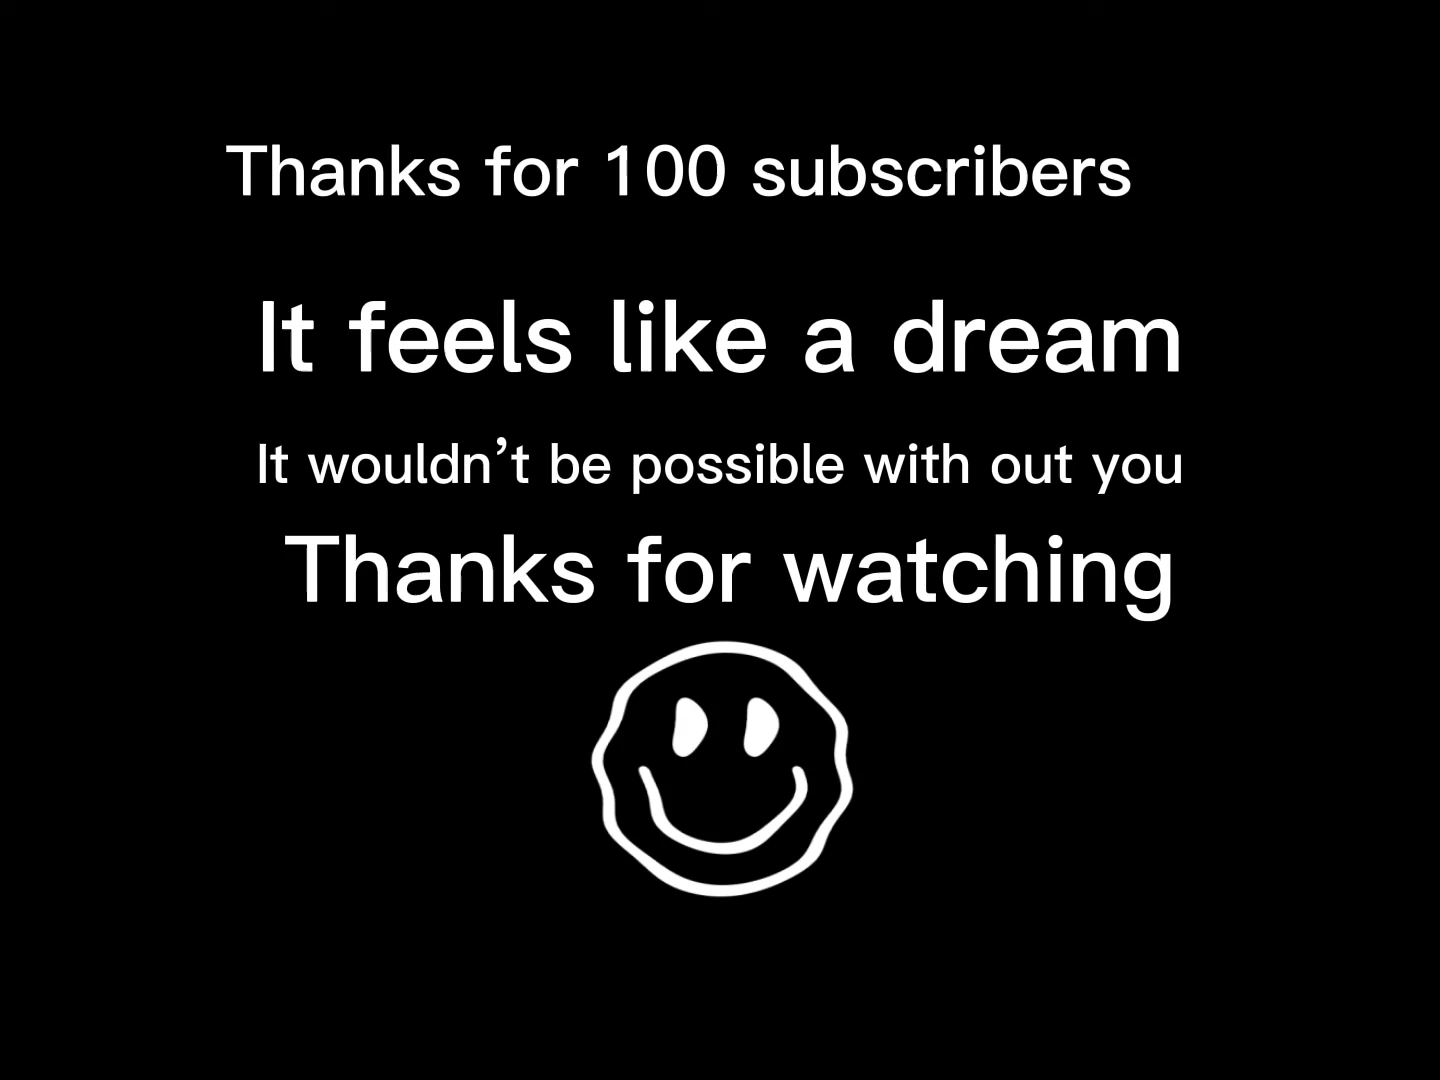 Thanks for 100 subscribers
It feels like a dream
It wouldn’t be possible with out you
Thanks for watching